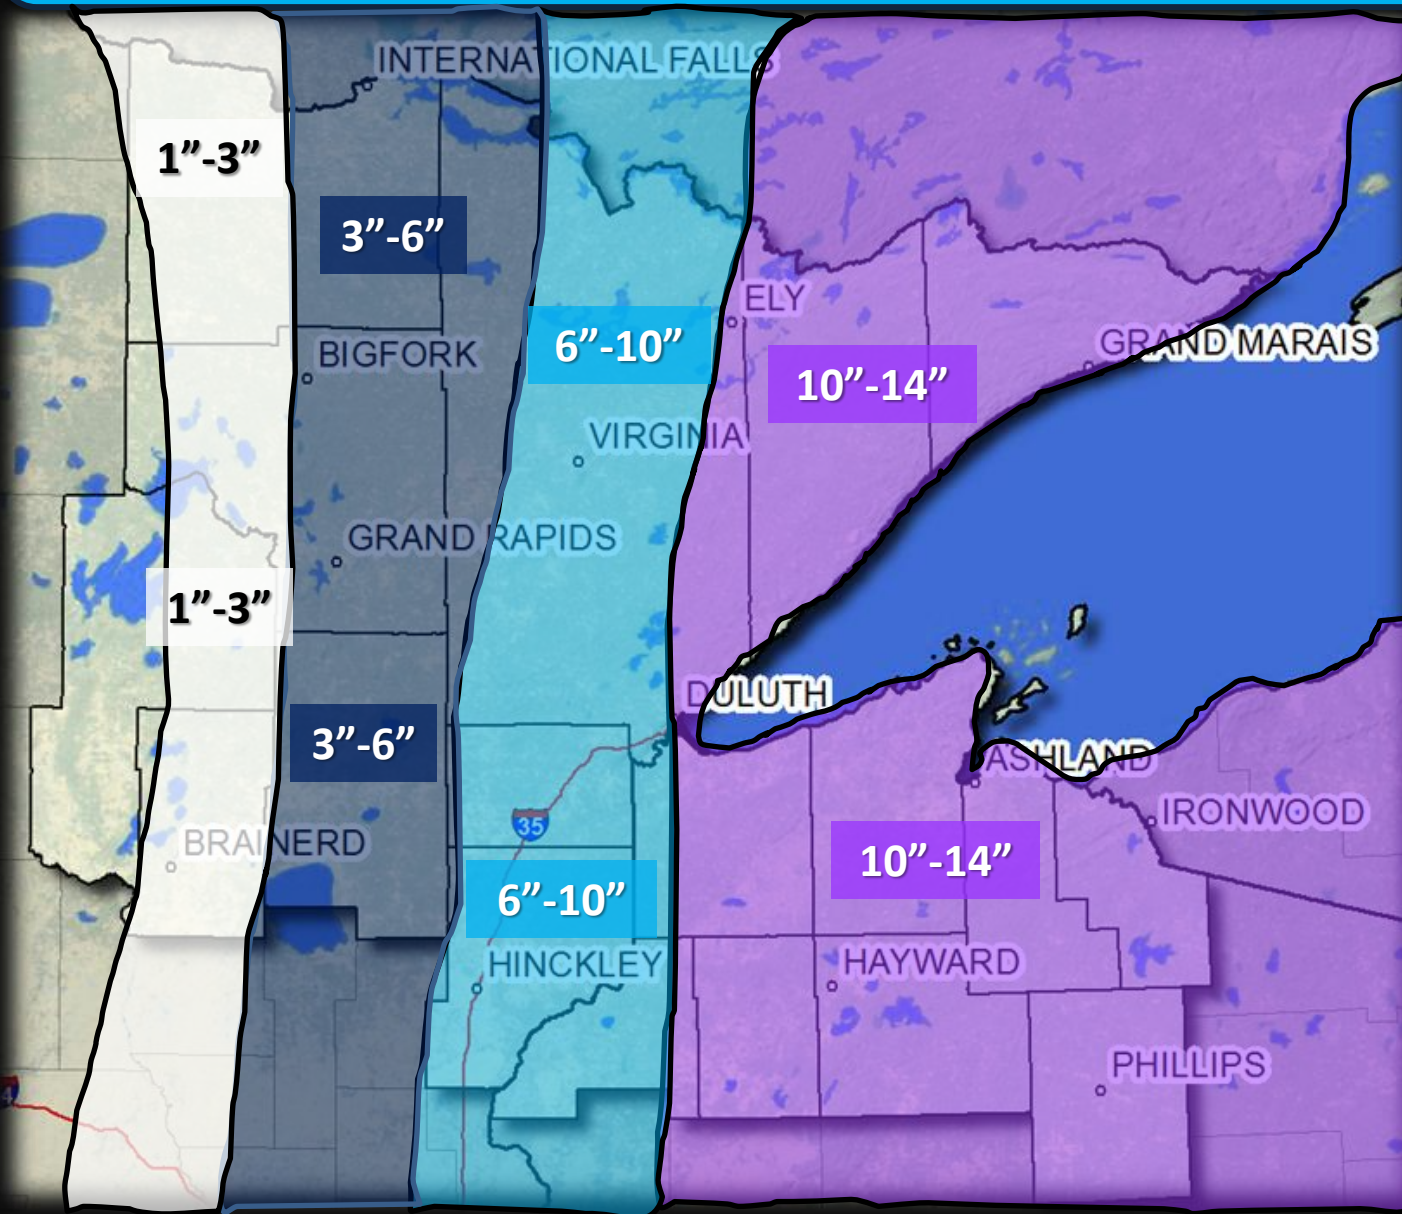 INTERNATIONAL FALLS
1”-3”
3”-6”
ELY
6”-10”
GRAND MARAIS
BIGFORK
10”-14”
VIRGINIA
GRAND RAPIDS
1”-3”
DULUTH
3”-6”
ASHLAND
IRONWOOD
35
BRAINERD
10”-14”
6”-10”
HINCKLEY
HAYWARD
PHILLIPS
4